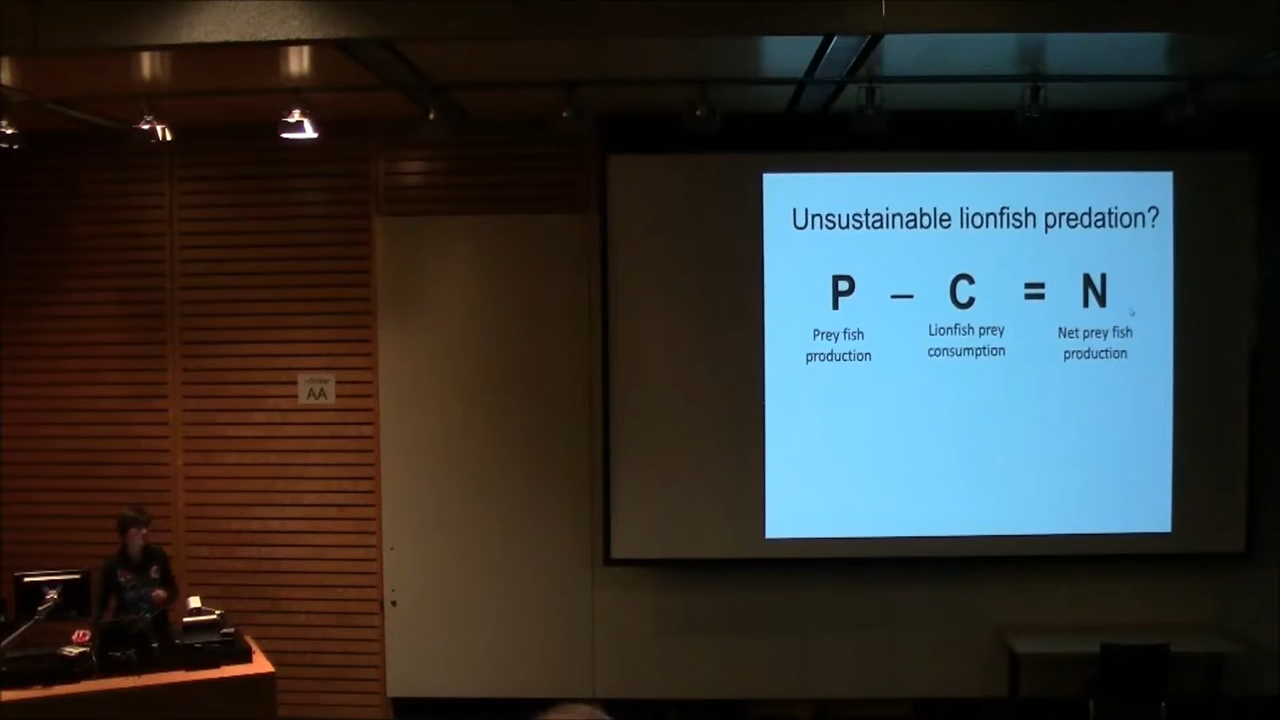 Unsustainable lionfish predation?
P – C = N
Prey fish production
Lionfish prey consumption
Net prey fish production
AA